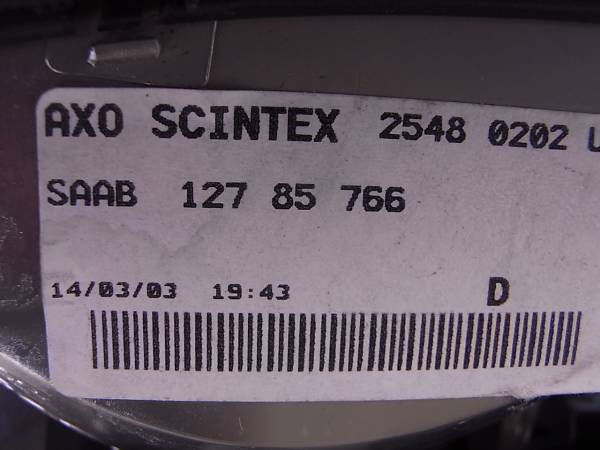 AXO SCINTEX 2548 0202 U
SAAB 127 85 766
14/03/03 19:43 D